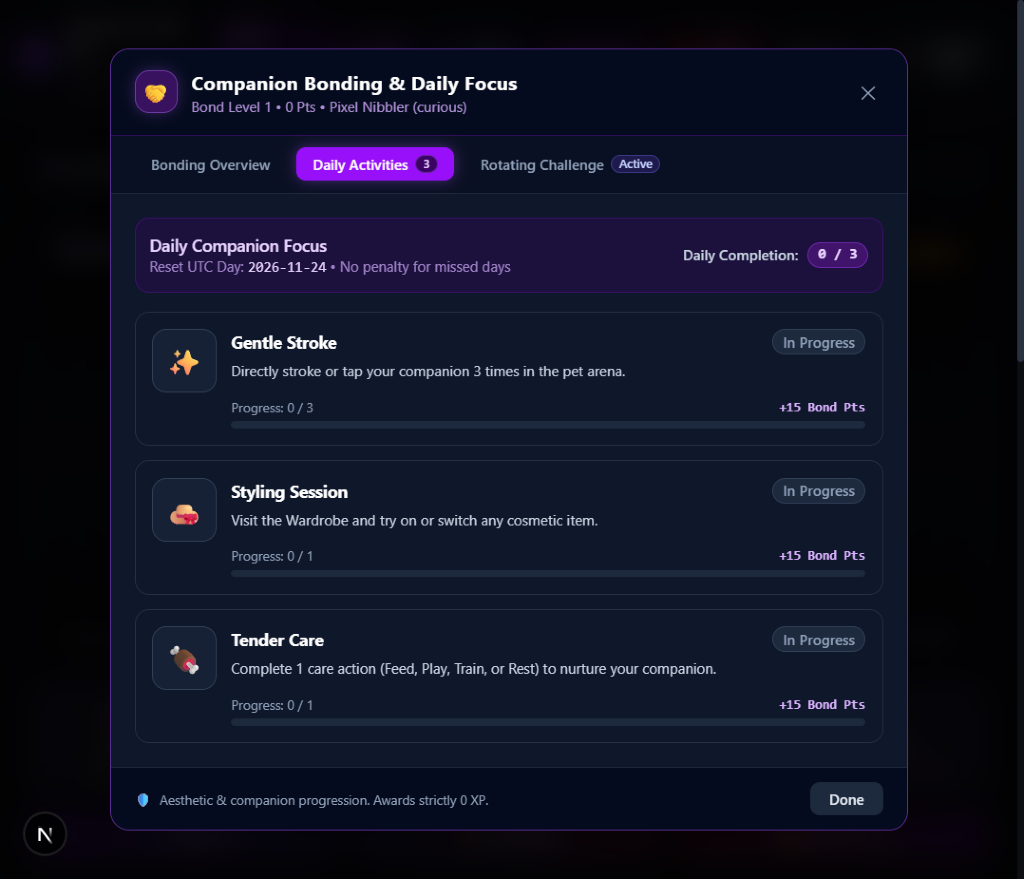 Companion Bonding & Daily Focus
Bond Level 1 • 0 Pts • Pixel Nibbler (curious)
Bonding Overview
Daily Activities 3
Rotating Challenge Active
Daily Companion Focus
Reset UTC Day: 2026-11-24 • No penalty for missed days
Daily Completion: 0 / 3
Gentle Stroke
In Progress
Directly stroke or tap your companion 3 times in the pet arena.
Progress: 0 / 3
+15 Bond Pts
Styling Session
In Progress
Visit the Wardrobe and try on or switch any cosmetic item.
Progress: 0 / 1
+15 Bond Pts
Tender Care
In Progress
Complete 1 care action (Feed, Play, Train, or Rest) to nurture your companion.
Progress: 0 / 1
+15 Bond Pts
Aesthetic & companion progression. Awards strictly 0 XP.
Done
N